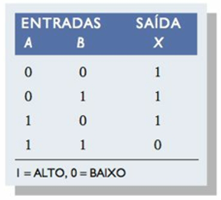 ENTRADAS SAÍDA
A B X
0 0 1
0 1 1
1 0 1
1 1 0
1 = ALTO, 0 = BAIXO